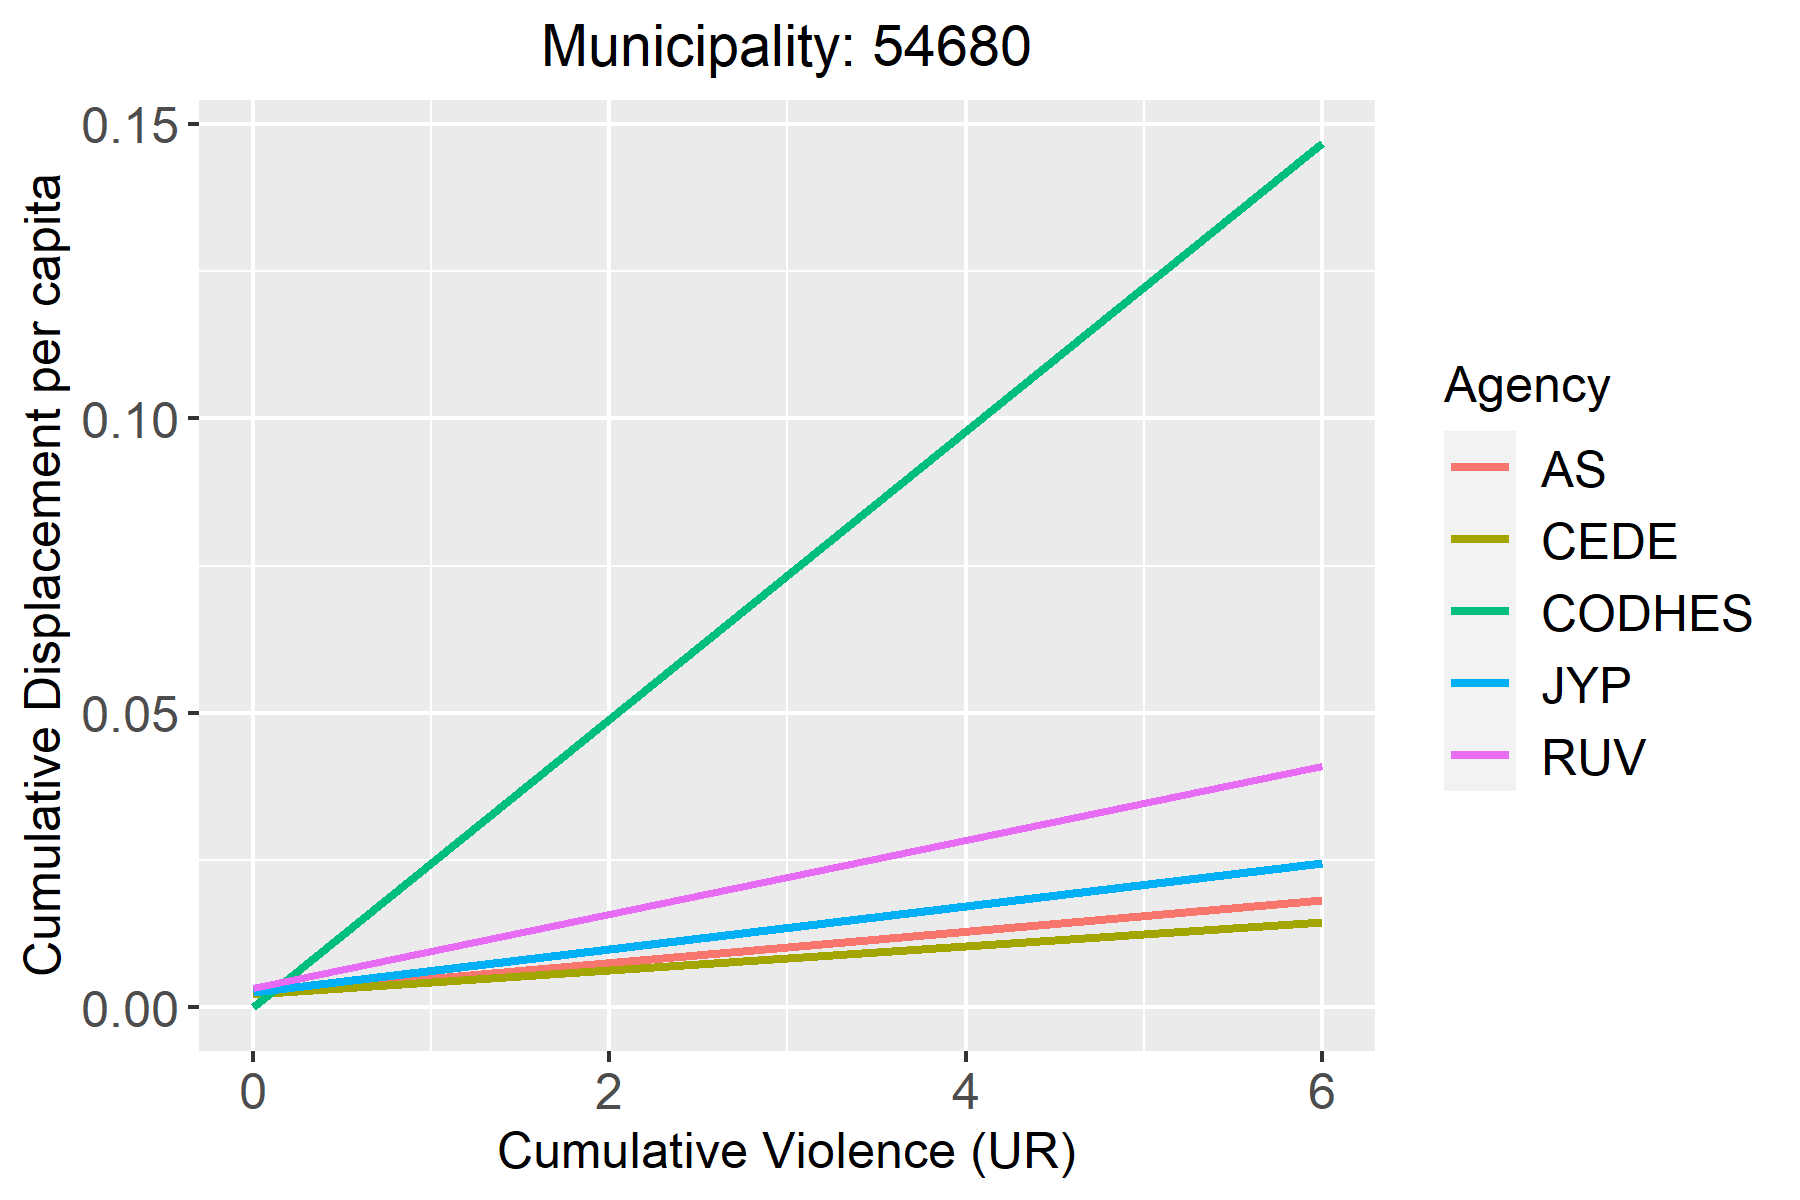 Municipality: 54680
Cumulative Displacement per capita
0.15
0.10
0.05
0.00
0
2
4
6
Cumulative Violence (UR)
Agency
AS
CEDE
CODHES
JYP
RUV